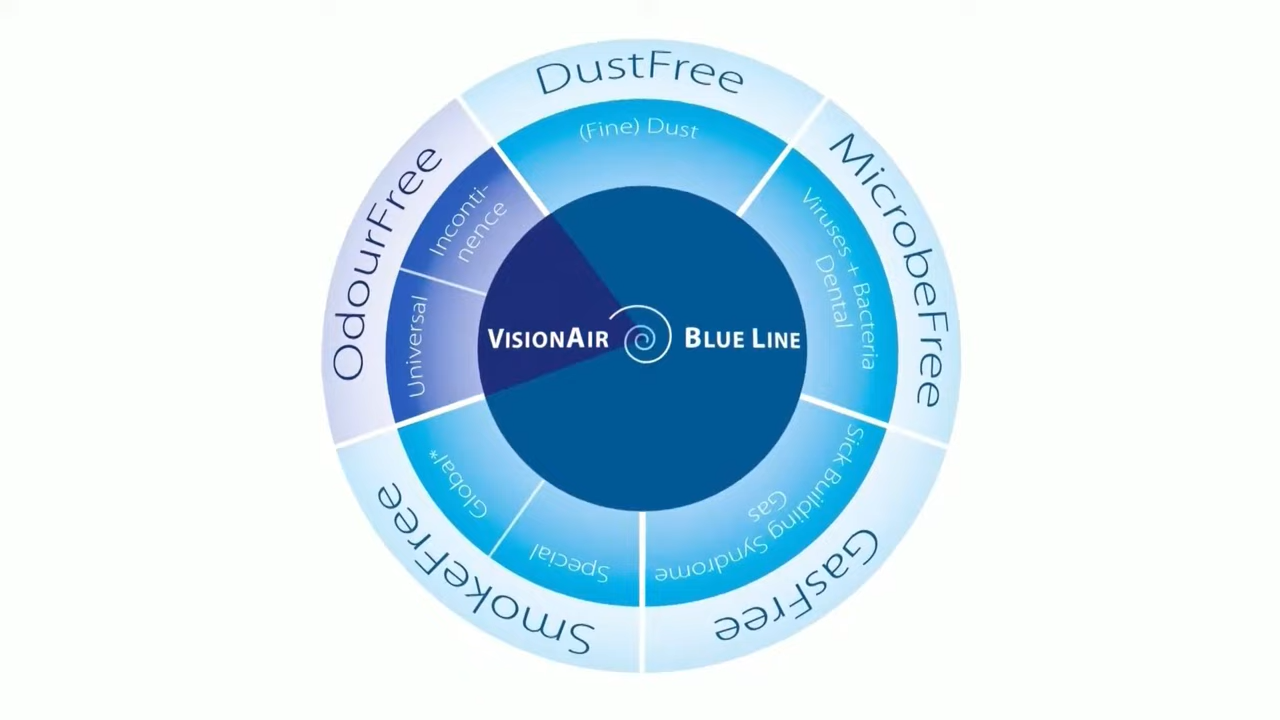 DustFree
(Fine) Dust
MicrobeFree
Viruses + Bacteria
Dental
GasFree
Sick Building Syndrome
Gas
SmokeFree
Special
Global*
OdourFree
Universal
Inconti-
nence
VISIONAIR BLUE LINE